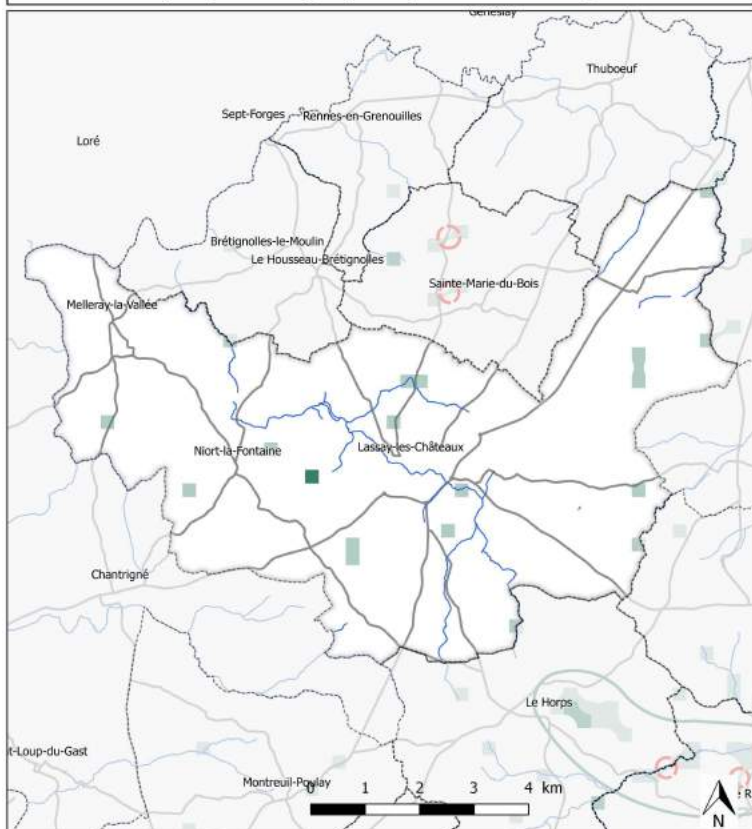 Geneslay
Thuboeuf
Sept-Forges
Rennes-en-Grenouilles
Loré
Brétignolles-le-Moulin
Le Housseau-Brétignolles
Sainte-Marie-du-Bois
Melleray-la-Vallée
Niort-la-Fontaine
Lassay-les-Châteaux
Chantrigné
Le Horps
t-Loup-du-Gast
Montreuil-Poulay
0 1 2 3 4 km
R
N